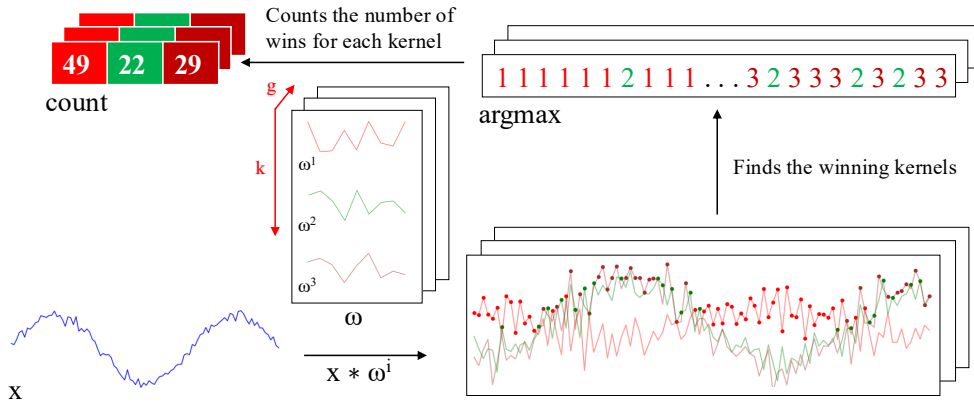 Counts the number of
wins for each kernel
49 22 29
count
1 1 1 1 1 1 2 1 1 1 . . . 3 2 3 3 3 2 3 2 3 3
argmax
g
k
ω¹
ω²
ω³
ω
Finds the winning kernels
x
x * ωⁱ